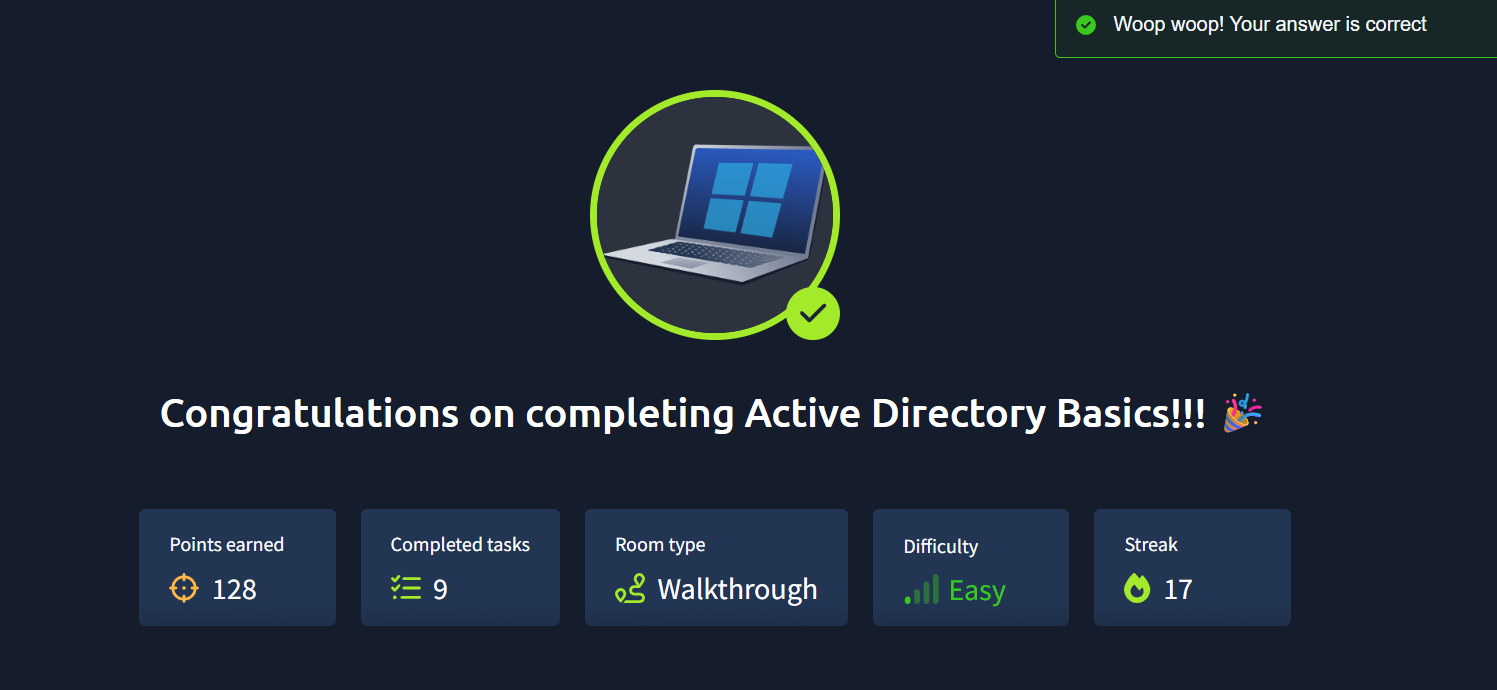 Woop woop! Your answer is correct
Congratulations on completing Active Directory Basics!!! 🎉
Points earned
128
Completed tasks
9
Room type
Walkthrough
Difficulty
Easy
Streak
17